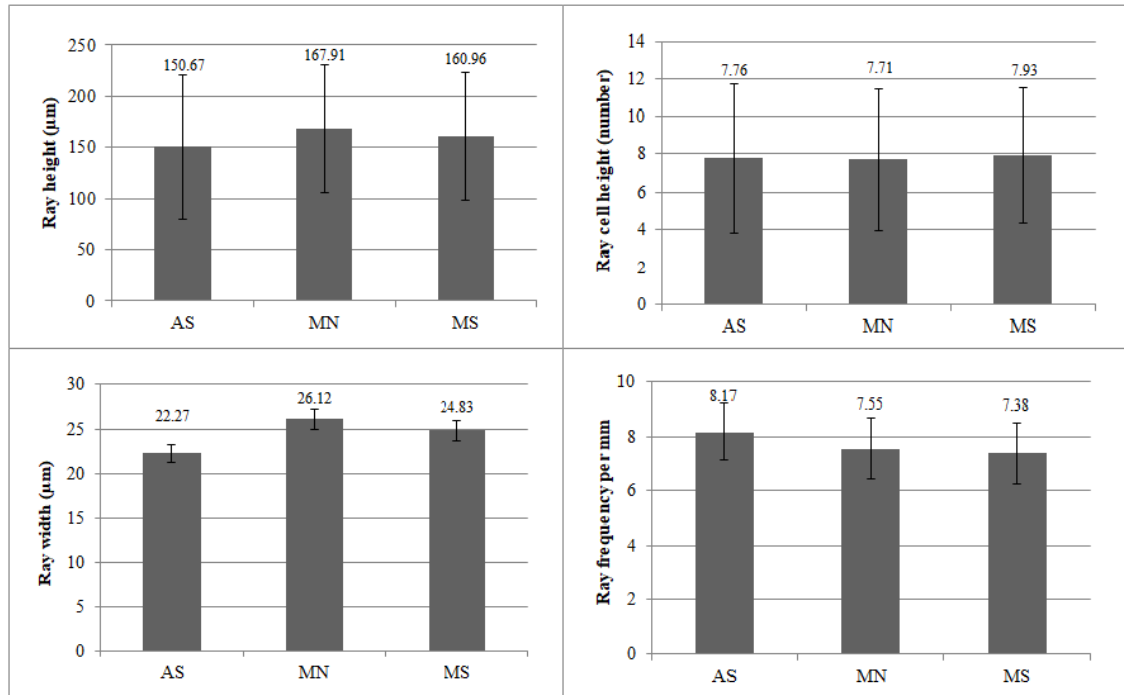 Ray height (µm)
250
200
150
100
50
0
150.67
167.91
160.96
AS
MN
MS
Ray cell height (number)
14
12
10
8
6
4
2
0
7.76
7.71
7.93
AS
MN
MS
Ray width (µm)
30
25
20
15
10
5
0
22.27
26.12
24.83
AS
MN
MS
Ray frequency per mm
10
8
6
4
2
0
8.17
7.55
7.38
AS
MN
MS